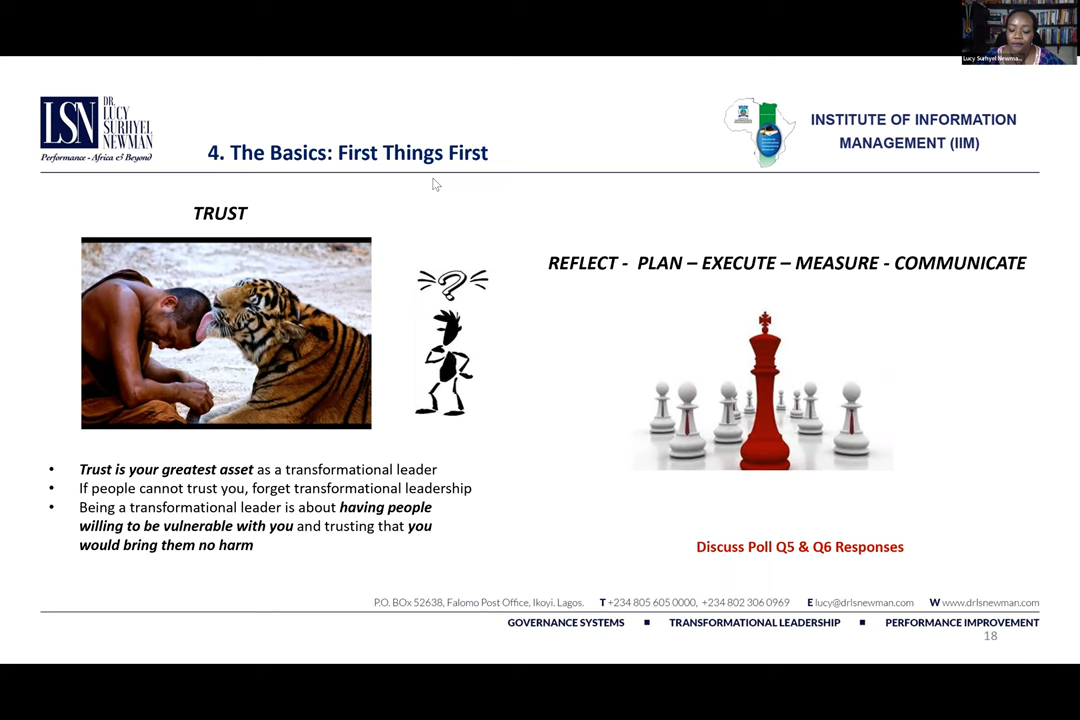 Lucy Surhyel Newma...
LSN
DR.
LUCY
SURHYEL
NEWMAN
Performance - Africa & Beyond
4. The Basics: First Things First
INSTITUTE OF INFORMATION
MANAGEMENT (IIM)
TRUST
REFLECT - PLAN – EXECUTE – MEASURE - COMMUNICATE
?
• Trust is your greatest asset as a transformational leader
• If people cannot trust you, forget transformational leadership
• Being a transformational leader is about having people
willing to be vulnerable with you and trusting that you
would bring them no harm
Discuss Poll Q5 & Q6 Responses
P.O. BOx 52638, Falomo Post Office, Ikoyi. Lagos. T +234 805 605 0000, +234 802 306 0969 E lucy@drlsnewman.com W www.drlsnewman.com
GOVERNANCE SYSTEMS ■ TRANSFORMATIONAL LEADERSHIP ■ PERFORMANCE IMPROVEMENT
18